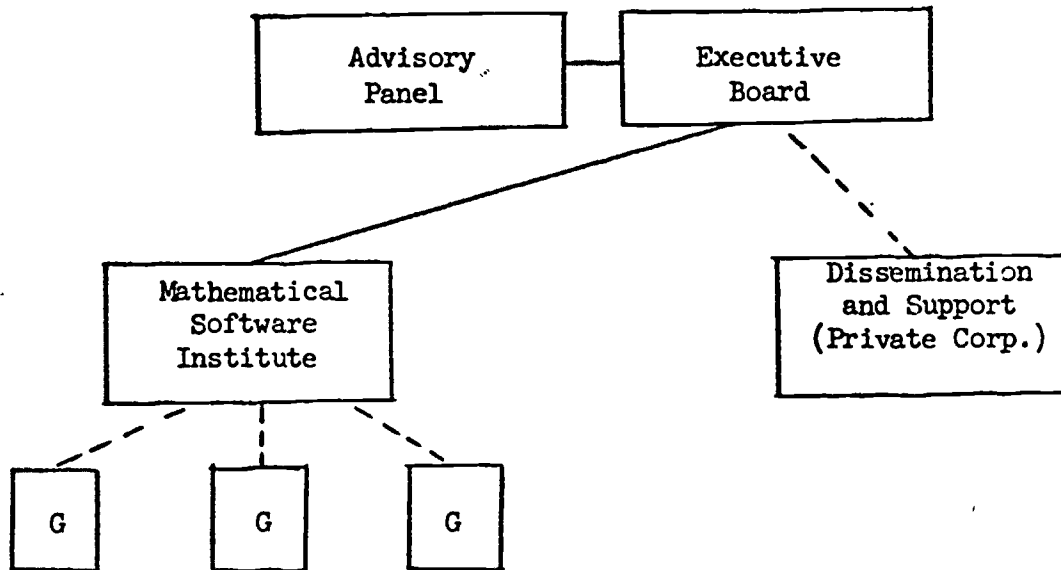 Advisory
Panel
Executive
Board
Mathematical
Software
Institute
Dissemination
and Support
(Private Corp.)
G
G
G